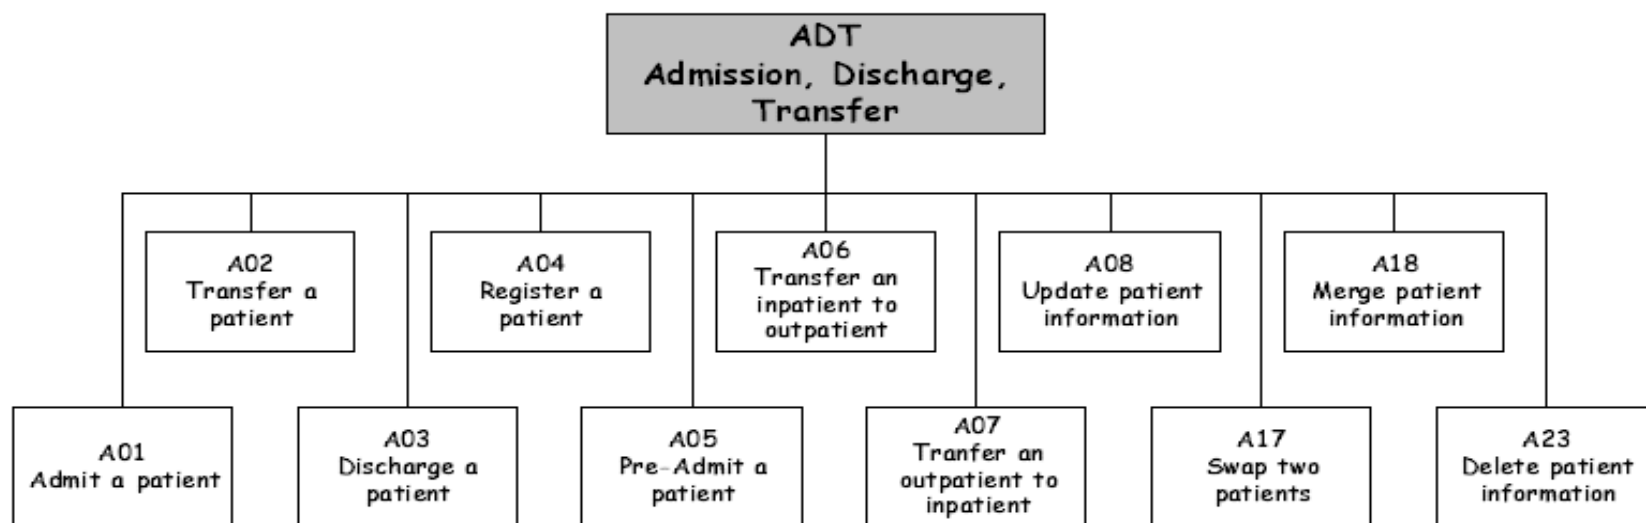 ADT
Admission, Discharge,
Transfer
A02
Transfer a
patient
A04
Register a
patient
A06
Transfer an
inpatient to
outpatient
A08
Update patient
information
A18
Merge patient
information
A01
Admit a patient
A03
Discharge a
patient
A05
Pre-Admit a
patient
A07
Tranfer an
outpatient to
inpatient
A17
Swap two
patients
A23
Delete patient
information